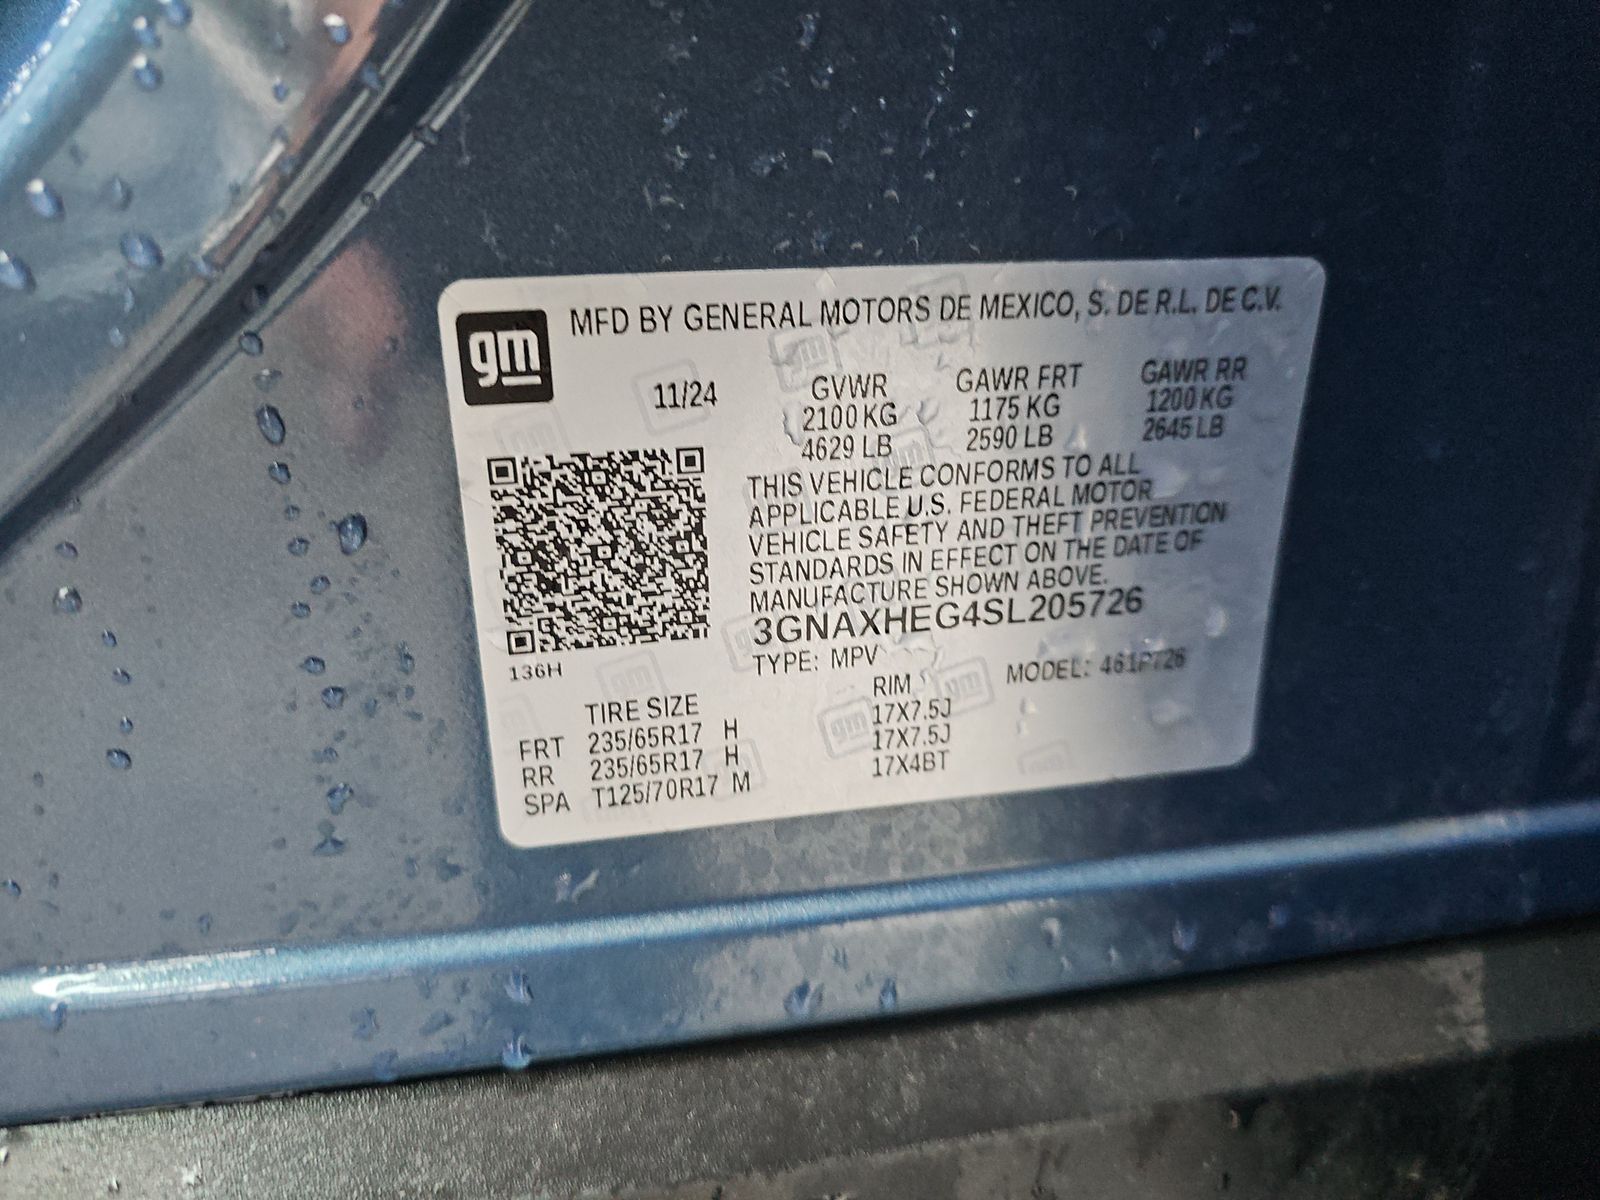 gm
MFD BY GENERAL MOTORS DE MEXICO, S. DE R.L. DE C.V.
11/24
GVWR GAWR FRT GAWR RR
2100 KG 1175 KG 1200 KG
4629 LB 2590 LB 2645 LB
THIS VEHICLE CONFORMS TO ALL
APPLICABLE U.S. FEDERAL MOTOR
VEHICLE SAFETY AND THEFT PREVENTION
STANDARDS IN EFFECT ON THE DATE OF
MANUFACTURE SHOWN ABOVE.
3GNAXHEG4SL205726
136H
TYPE: MPV MODEL: 461PT26
TIRE SIZE RIM
FRT 235/65R17 H 17X7.5J
RR 235/65R17 H 17X7.5J
SPA T125/70R17 M 17X4BT